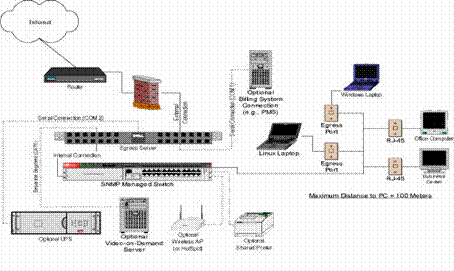 Internet
Router
External
Connection
Serial Connection (COM 1)
Optional
Billing System
Connection
(e.g., PMS)
Windows Laptop
Egress
Port
Serial Connection (COM 2)
Egress Server
Linux Laptop
Egress
Port
RJ-45
Office Computer
Internal Connection
SNMP Managed Switch
RJ-45
Business
Center
Maximum Distance to PC = 100 Meters
Optional UPS
Optional
Video-on-Demand
Server
Optional
Wireless AP
(or HotSpot)
Optional
Shared Printer